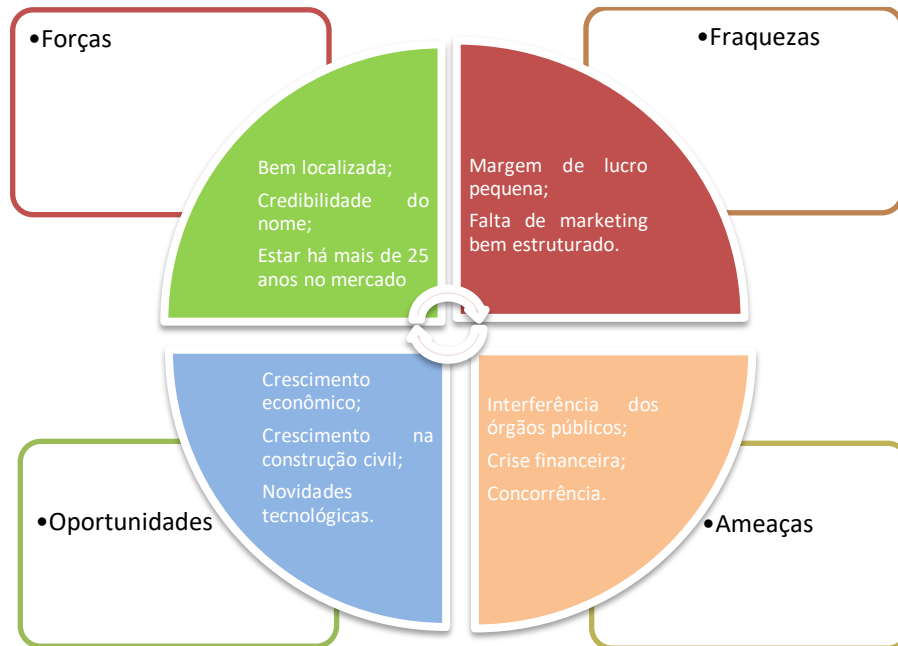 •Forças
Bem localizada;
Credibilidade do
nome;
Estar há mais de 25
anos no mercado
•Fraquezas
Margem de lucro
pequena;
Falta de marketing
bem estruturado.
•Oportunidades
Crescimento
econômico;
Crescimento na
construção civil;
Novidades
tecnológicas.
•Ameaças
Interferência dos
órgãos públicos;
Crise financeira;
Concorrência.